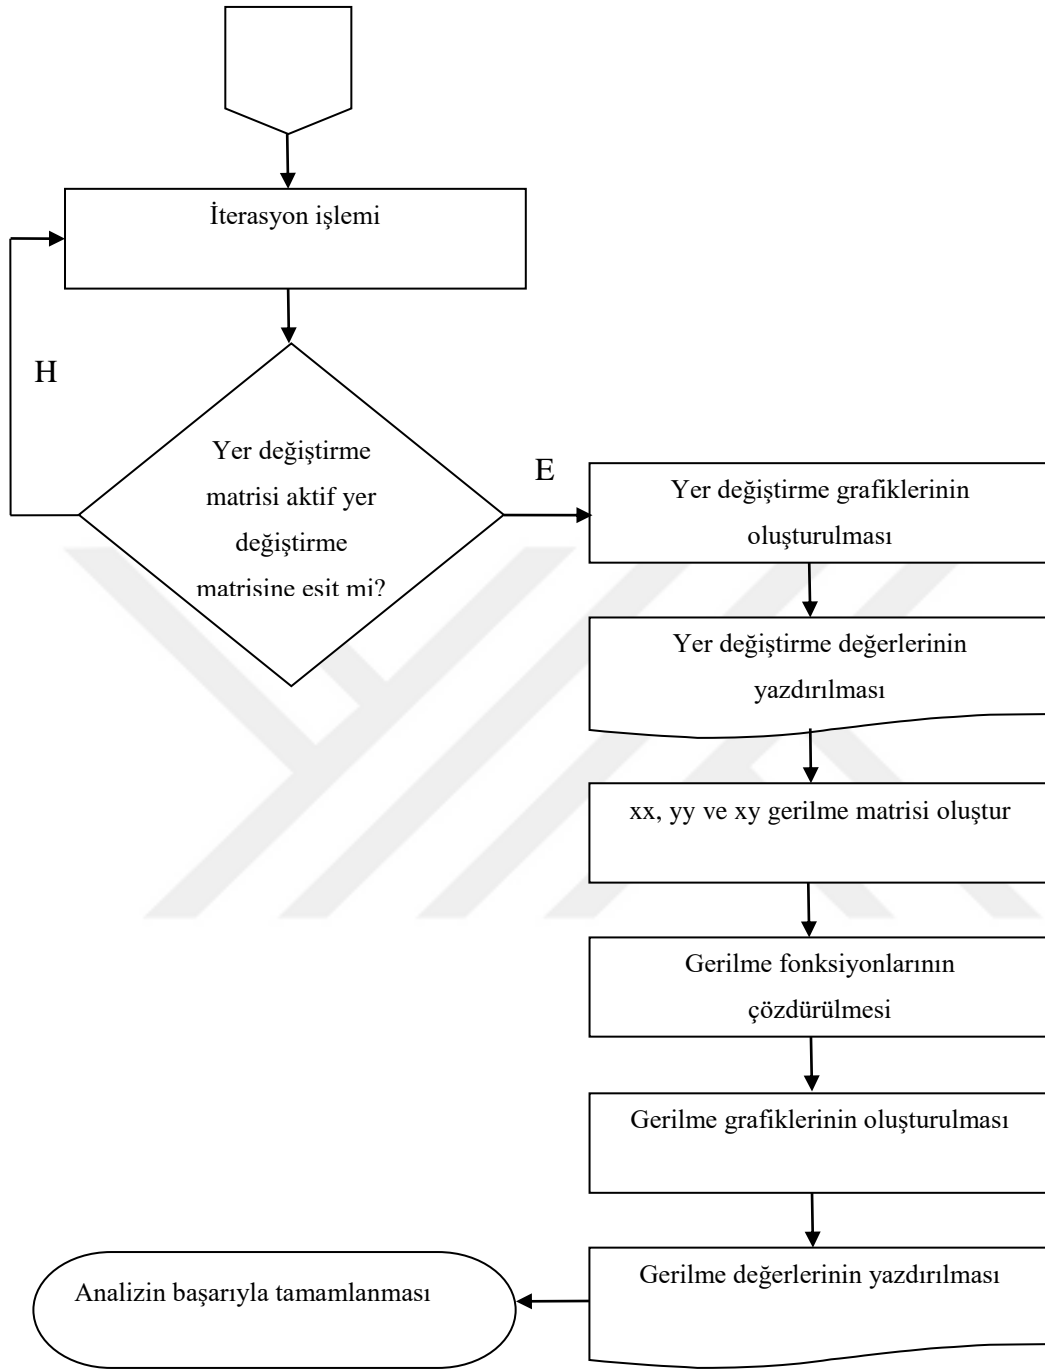 İterasyon işlemi
H
Yer değiştirme
matrisi aktif yer
değiştirme
matrisine eşit mi?
E
Yer değiştirme grafiklerinin
oluşturulması
Yer değiştirme değerlerinin
yazdırılması
xx, yy ve xy gerilme matrisi oluştur
Gerilme fonksiyonlarının
çözdürülmesi
Gerilme grafiklerinin oluşturulması
Gerilme değerlerinin yazdırılması
Analizin başarıyla tamamlanması